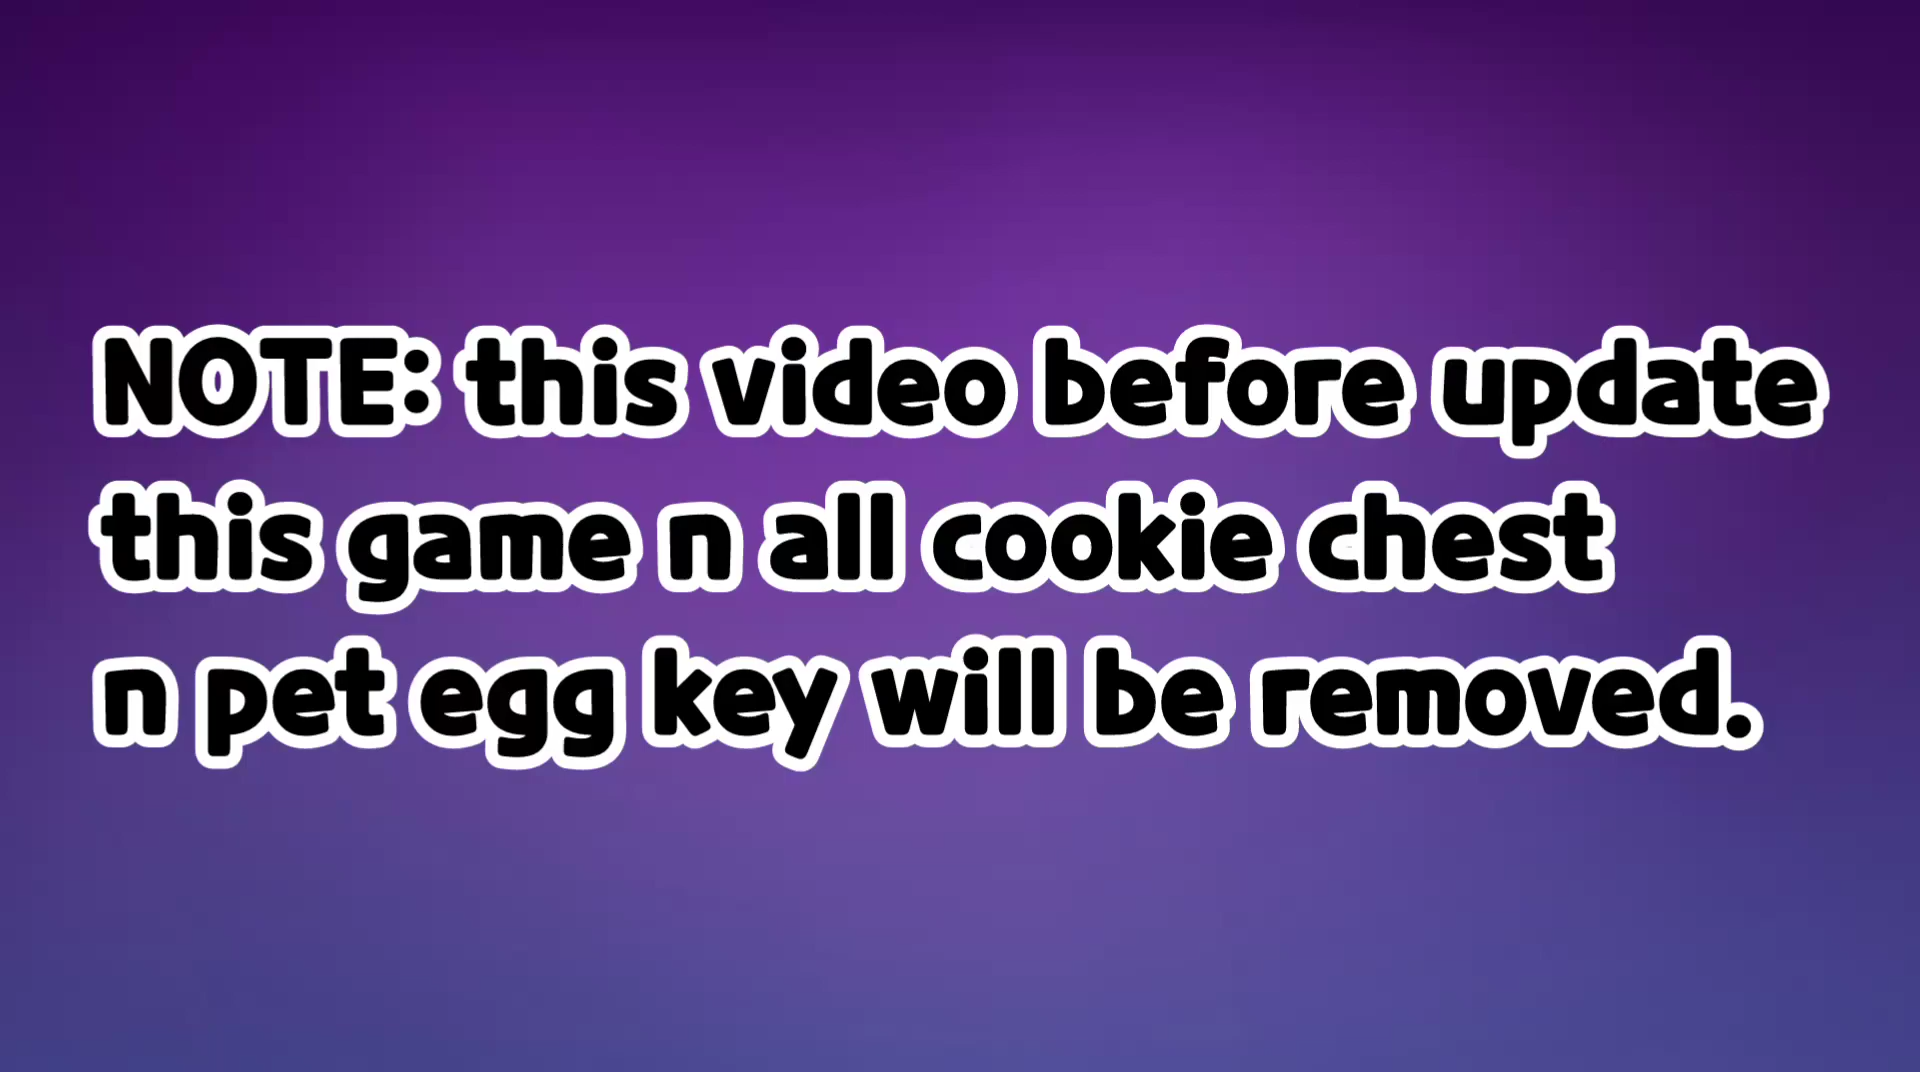 NOTE: this video before update
this game n all cookie chest
n pet egg key will be removed.